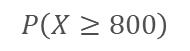 P(X ≥ 800)